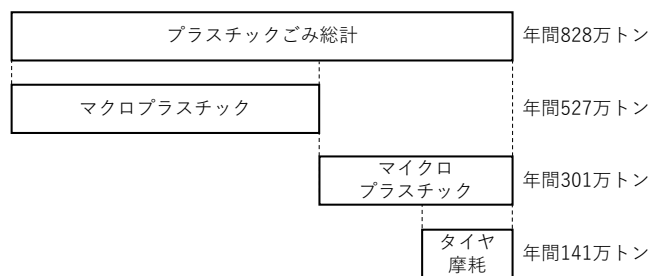 プラスチックごみ総計
年間828万トン
マクロプラスチック
年間527万トン
マイクロ
プラスチック
年間301万トン
タイヤ
摩耗
年間141万トン